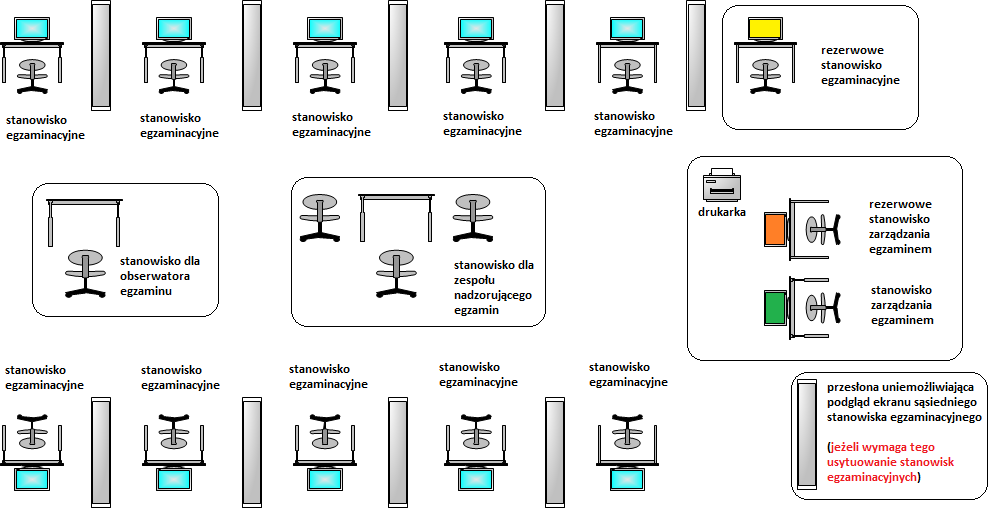 rezerwowe
stanowisko
egzaminacyjne
stanowisko
egzaminacyjne
stanowisko
egzaminacyjne
stanowisko
egzaminacyjne
stanowisko
egzaminacyjne
stanowisko
egzaminacyjne
stanowisko dla
obserwatora
egzaminu
stanowisko dla
zespołu
nadzorującego
egzamin
drukarka
rezerwowe
stanowisko
zarządzania
egzaminem
stanowisko
zarządzania
egzaminem
stanowisko
egzaminacyjne
stanowisko
egzaminacyjne
stanowisko
egzaminacyjne
stanowisko
egzaminacyjne
stanowisko
egzaminacyjne
przesłona uniemożliwiająca
podgląd ekranu sąsiedniego
stanowiska egzaminacyjnego
(jeżeli wymaga tego
usytuowanie stanowisk
egzaminacyjnych)